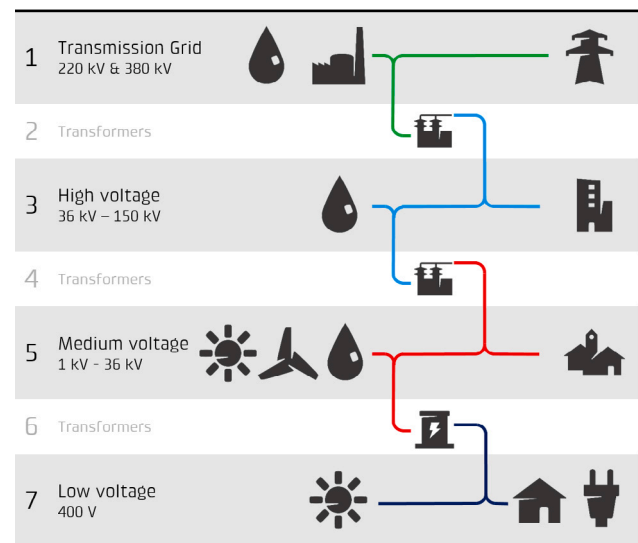 1 Transmission Grid
220 kV & 380 kV
2 Transformers
3 High voltage
36 kV – 150 kV
4 Transformers
5 Medium voltage
1 kV - 36 kV
6 Transformers
7 Low voltage
400 V